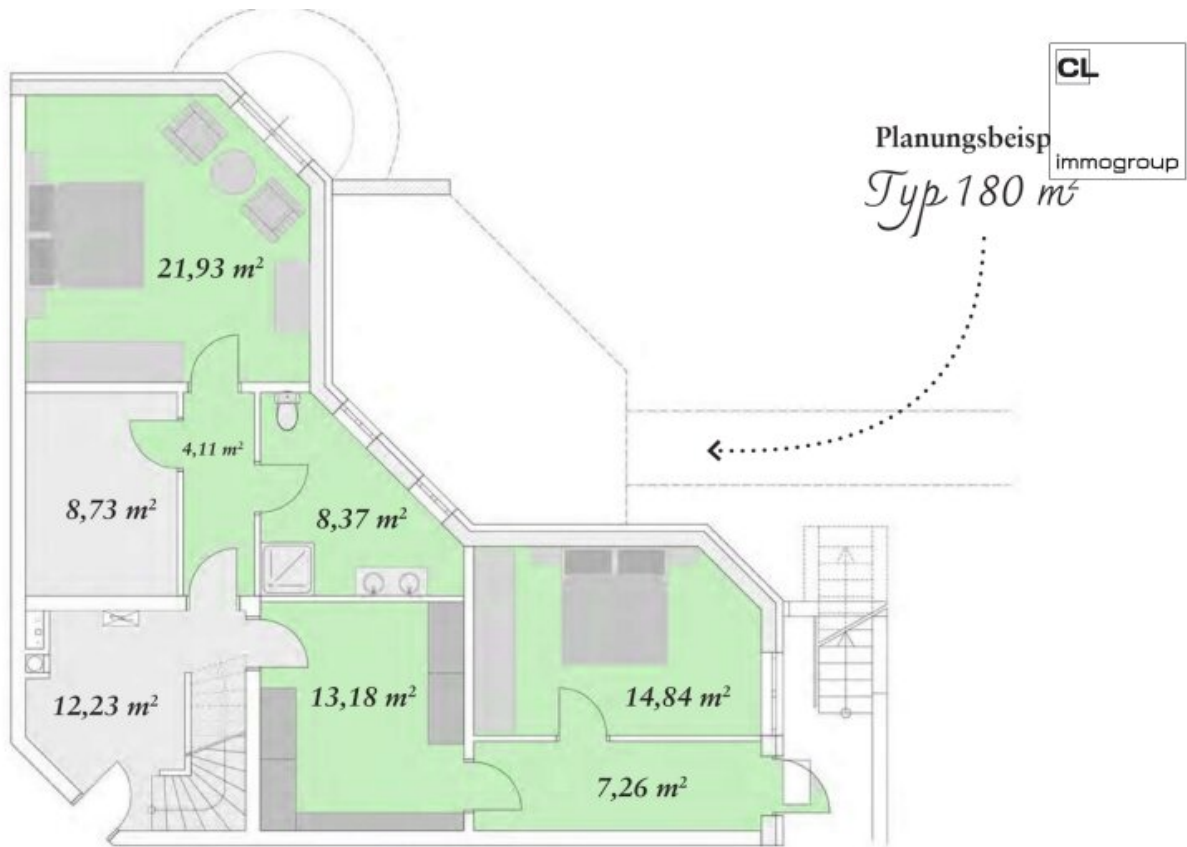 CL
immogroup
Planungsbeisp
Typ 180 m²
21,93 m²
4,11 m²
8,73 m²
8,37 m²
12,23 m²
13,18 m²
14,84 m²
7,26 m²